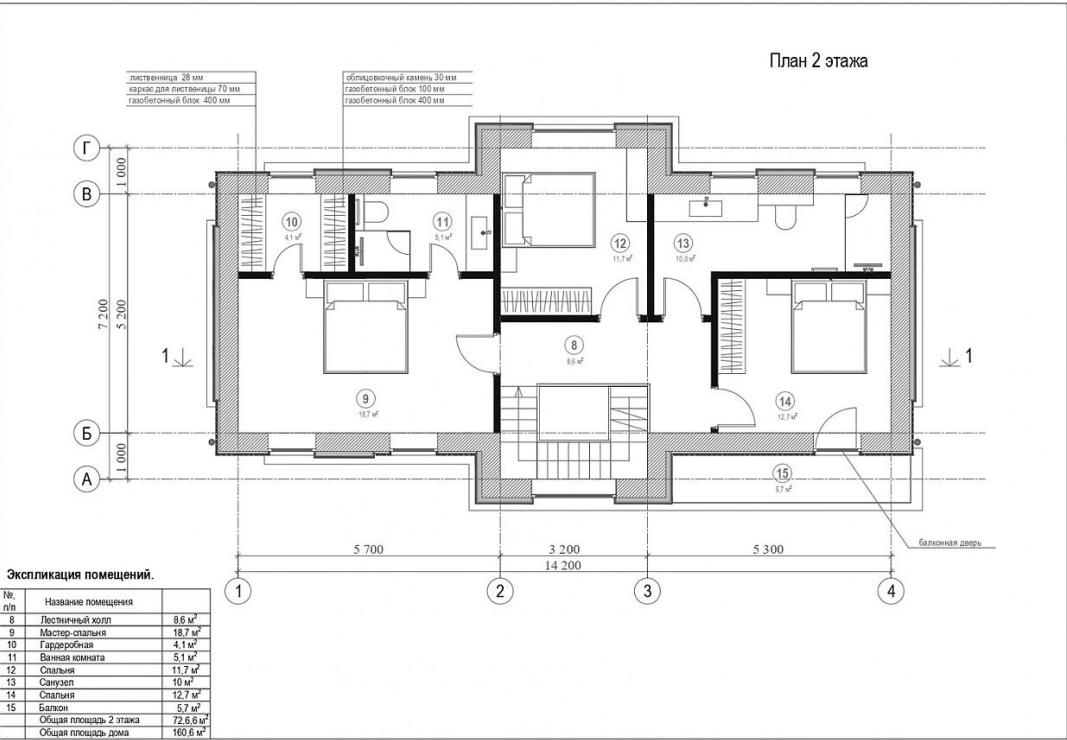 План 2 этажа
лиственница 28 мм
каркас для лиственицы 70 мм
газобетонный блок 400 мм
облицовочный камень 30 мм
газобетонный блок 100 мм
газобетонный блок 400 мм
Г
1 000
В
10
4,1 м²
11
5,1 м²
12
11,7 м²
13
10,0 м²
7 200
5 200
1
8
8,6 м²
1
9
18,7 м²
14
12,7 м²
Б
1 000
А
15
5,7 м²
балконная дверь
5 700
3 200
5 300
14 200
1
2
3
4
Экспликация помещений.
№, п/п Название помещения
8 Лестничный холл 8,6 м²
9 Мастер-спальня 18,7 м²
10 Гардеробная 4,1 м²
11 Ванная комната 5,1 м²
12 Спальня 11,7 м²
13 Санузел 10 м²
14 Спальня 12,7 м²
15 Балкон 5,7 м²
Общая площадь 2 этажа 72,6,6 м²
Общая площадь дома 160,6 м²